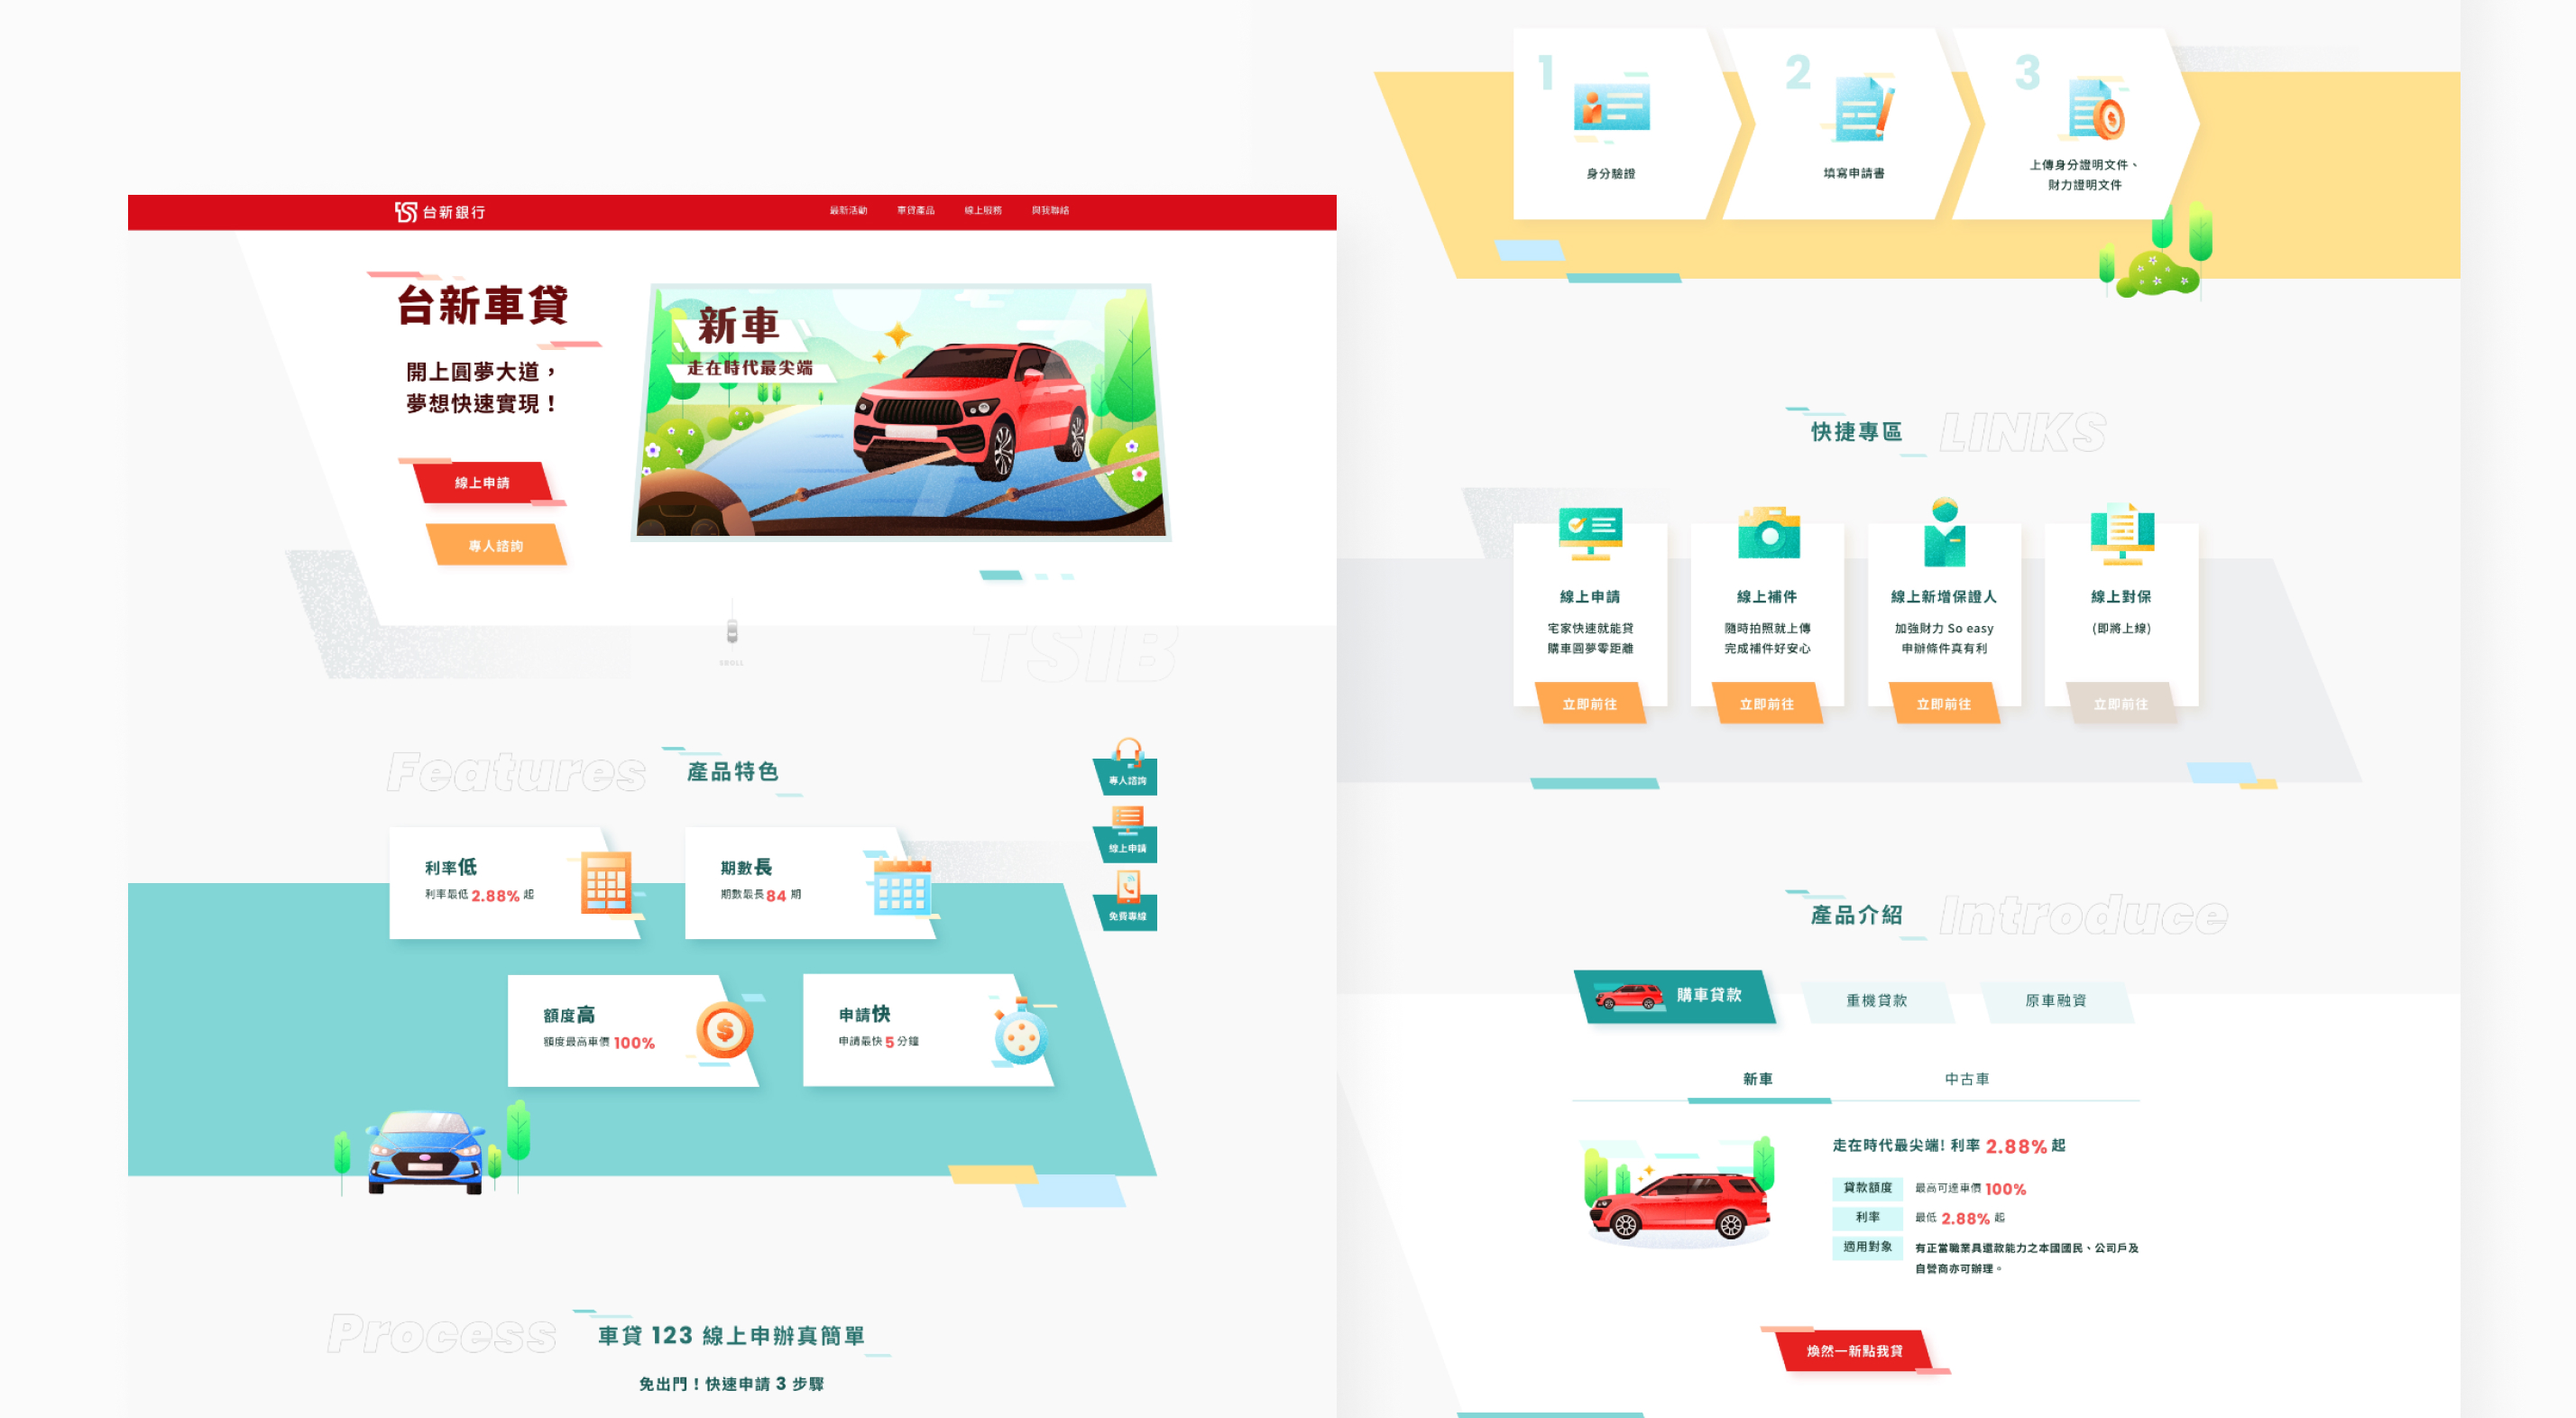 台新銀行
最新活動 車貸產品 線上服務 與我聯絡
台新車貸
開上圓夢大道，
夢想快速實現！
線上申請
專人諮詢
新車
走在時代最尖端
SROLL
TSIB
Features 產品特色
專人諮詢
線上申請
免費專線
利率低
利率最低 2.88% 起
期數長
期數最長 84 期
額度高
額度最高車價 100%
申請快
申請最快 5 分鐘
Process 車貸 123 線上申辦真簡單
免出門！快速申請 3 步驟
1
身分驗證
2
填寫申請書
3
上傳身分證明文件、
財力證明文件
快捷專區 LINKS
線上申請
宅家快速就能貸
購車圓夢零距離
立即前往
線上補件
隨時拍照就上傳
完成補件好安心
立即前往
線上新增保證人
加強財力 So easy
申辦條件真有利
立即前往
線上對保
(即將上線)
立即前往
產品介紹 Introduce
購車貸款 重機貸款 原車融資
新車 中古車
走在時代最尖端! 利率 2.88% 起
貸款額度 最高可達車價 100%
利率 最低 2.88% 起
適用對象 有正當職業具還款能力之本國國民、公司戶及
自營商亦可辦理。
煥然一新點我貸